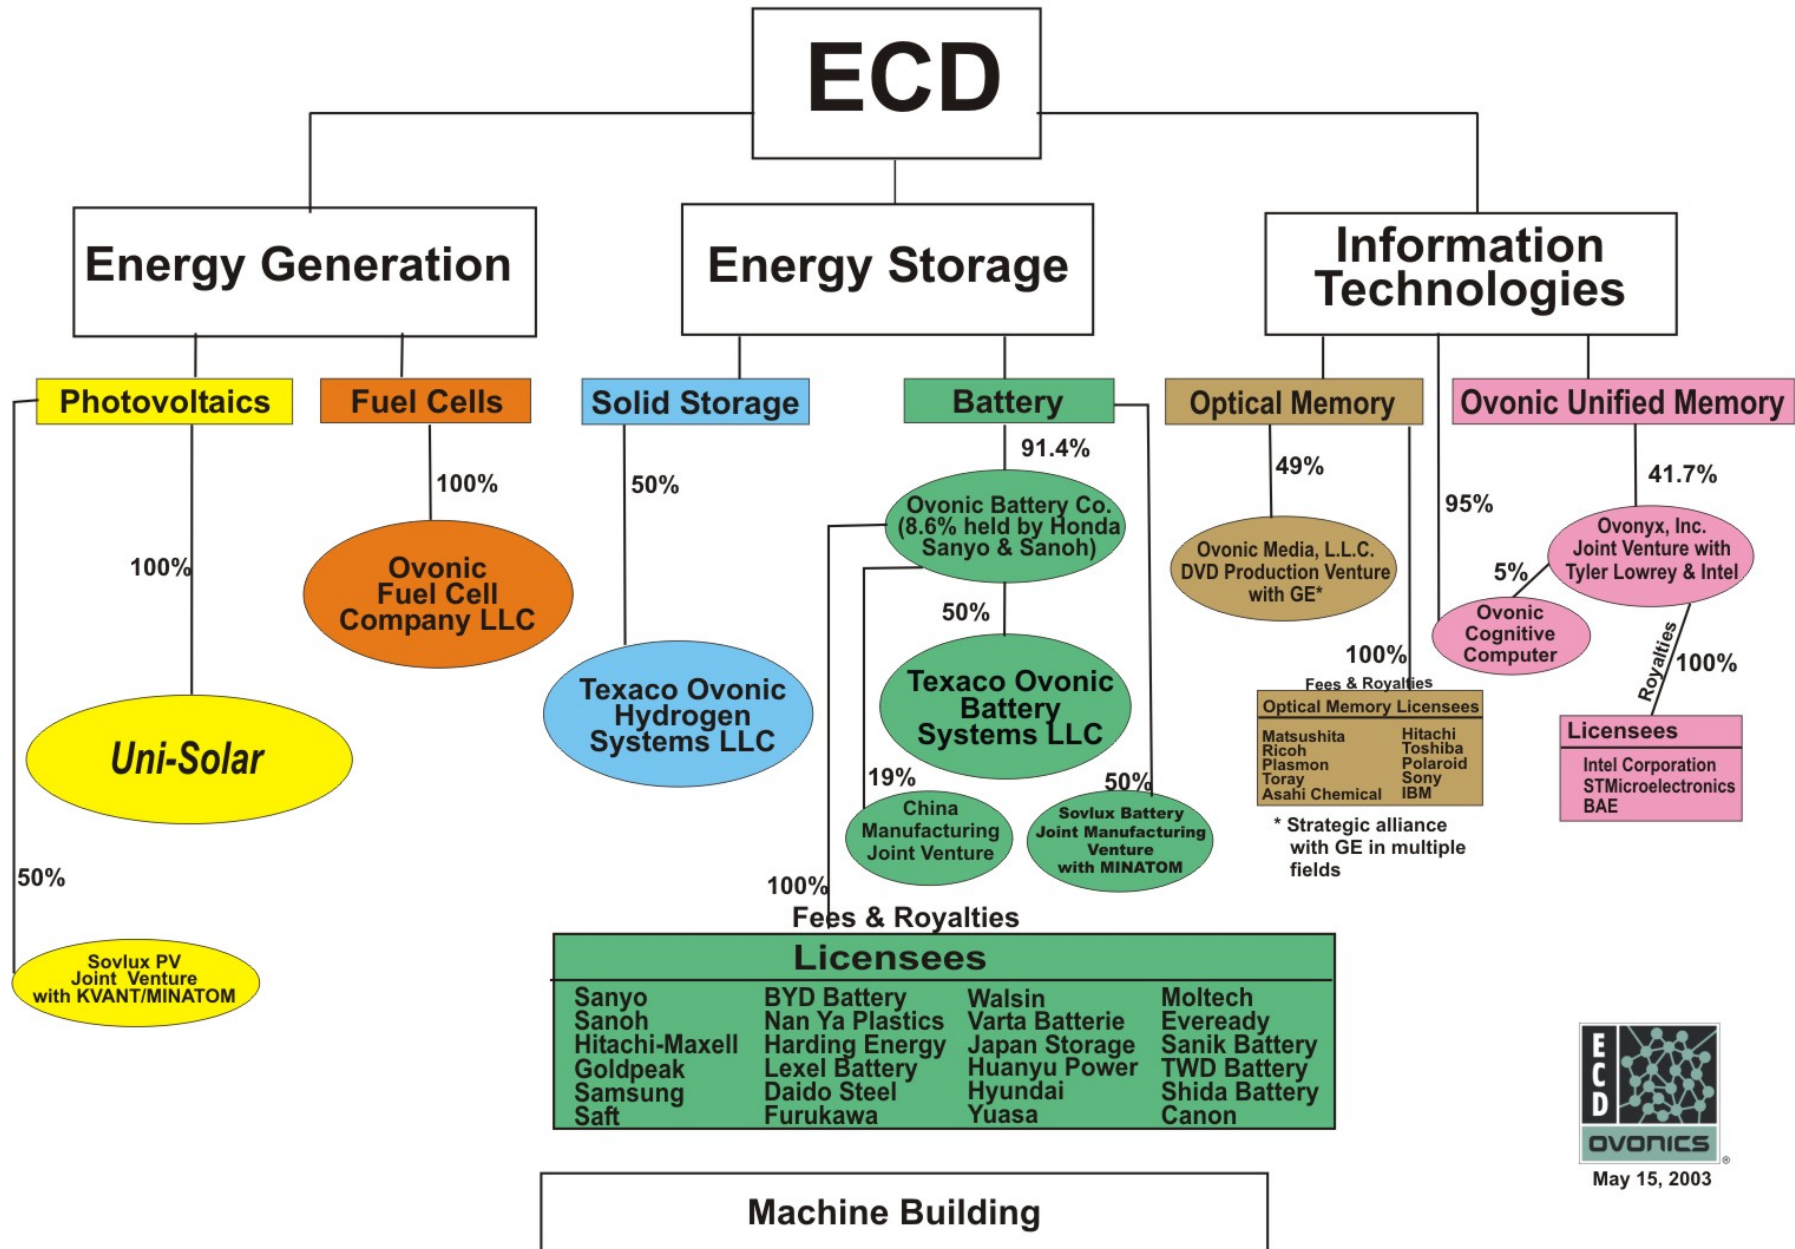 ECD
Energy Generation
Energy Storage
Information
Technologies
Photovoltaics
Fuel Cells
Solid Storage
Battery
Optical Memory
Ovonic Unified Memory
100%
50%
100%
50%
91.4%
49%
95%
41.7%
Uni-Solar
Sovlux PV
Joint Venture
with KVANT/MINATOM
Ovonic
Fuel Cell
Company LLC
Texaco Ovonic
Hydrogen
Systems LLC
Ovonic Battery Co.
(8.6% held by Honda
Sanyo & Sanoh)
50%
Texaco Ovonic
Battery
Systems LLC
19%
China
Manufacturing
Joint Venture
50%
Sovlux Battery
Joint Manufacturing
Venture
with MINATOM
100%
Fees & Royalties
Licensees
Sanyo
Sanoh
Hitachi-Maxell
Goldpeak
Samsung
Saft
BYD Battery
Nan Ya Plastics
Harding Energy
Lexel Battery
Daido Steel
Furukawa
Walsin
Varta Batterie
Japan Storage
Huanyu Power
Hyundai
Yuasa
Moltech
Eveready
Sanik Battery
TWD Battery
Shida Battery
Canon
Ovonic Media, L.L.C.
DVD Production Venture
with GE*
100%
Fees & Royalties
Optical Memory Licensees
Matsushita
Ricoh
Plasmon
Toray
Asahi Chemical
Hitachi
Toshiba
Polaroid
Sony
IBM
* Strategic alliance
with GE in multiple
fields
Ovonyx, Inc.
Joint Venture with
Tyler Lowrey & Intel
5%
Ovonic
Cognitive
Computer
Royalties
100%
Licensees
Intel Corporation
STMicroelectronics
BAE
Machine Building
ECD
OVONICS
®
May 15, 2003